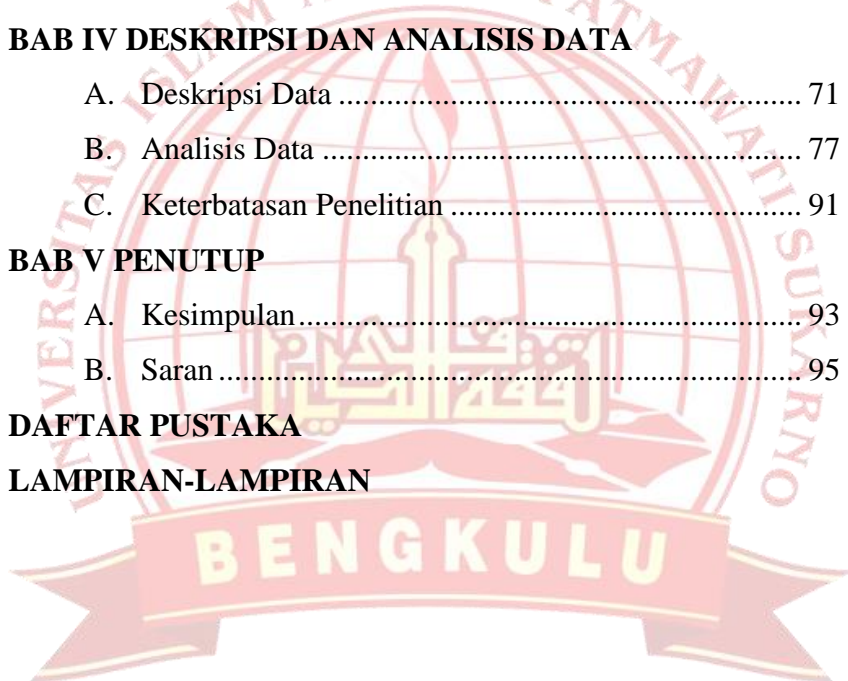 BAB IV DESKRIPSI DAN ANALISIS DATA
A. Deskripsi Data .......................................................... 71
B. Analisis Data ............................................................ 77
C. Keterbatasan Penelitian ............................................ 91
BAB V PENUTUP
A. Kesimpulan ............................................................... 93
B. Saran ......................................................................... 95
DAFTAR PUSTAKA
LAMPIRAN-LAMPIRAN
SUKARNO
BENGKULU